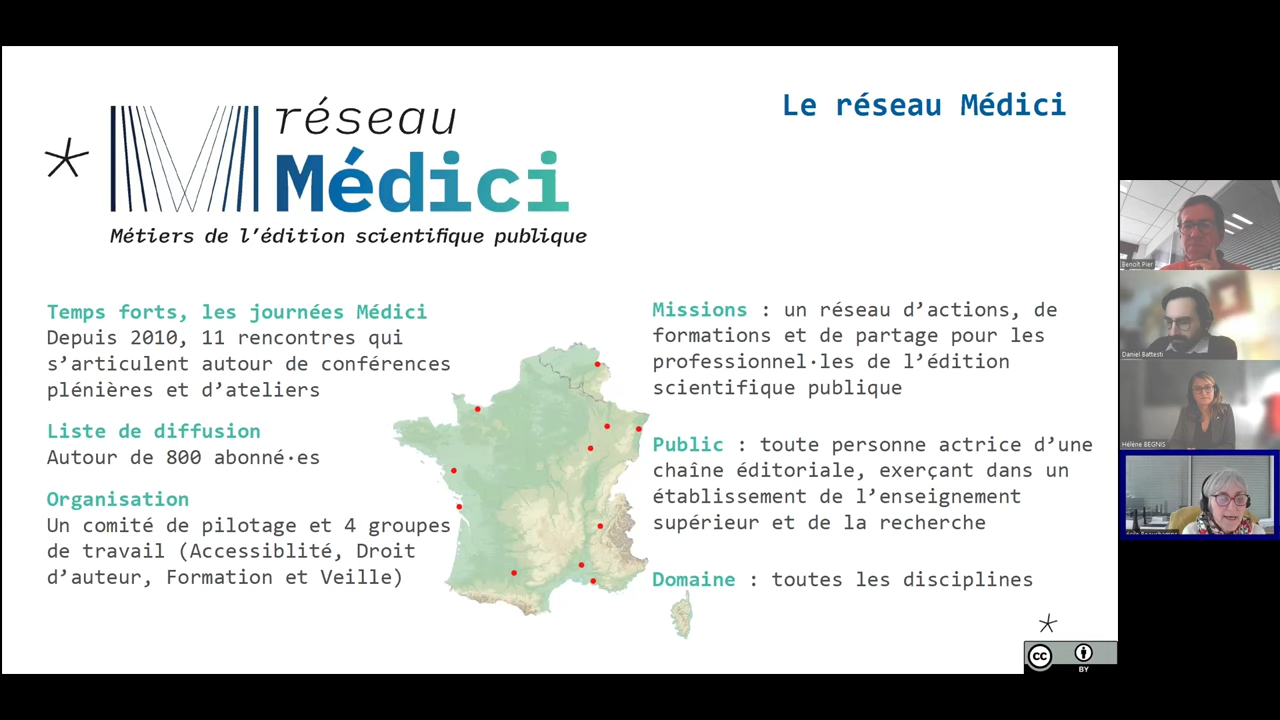 Le réseau Médici
réseau
Médici
Métiers de l'édition scientifique publique
Temps forts, les journées Médici
Depuis 2010, 11 rencontres qui
s'articulent autour de conférences
plénières et d'ateliers
Liste de diffusion
Autour de 800 abonné·es
Organisation
Un comité de pilotage et 4 groupes
de travail (Accessiblité, Droit
d'auteur, Formation et Veille)
Missions : un réseau d'actions, de
formations et de partage pour les
professionnel·les de l'édition
scientifique publique
Public : toute personne actrice d'une
chaîne éditoriale, exerçant dans un
établissement de l'enseignement
supérieur et de la recherche
Domaine : toutes les disciplines
cc
BY
Benoît Pier
Daniel Battesti
Hélène BEGNIS